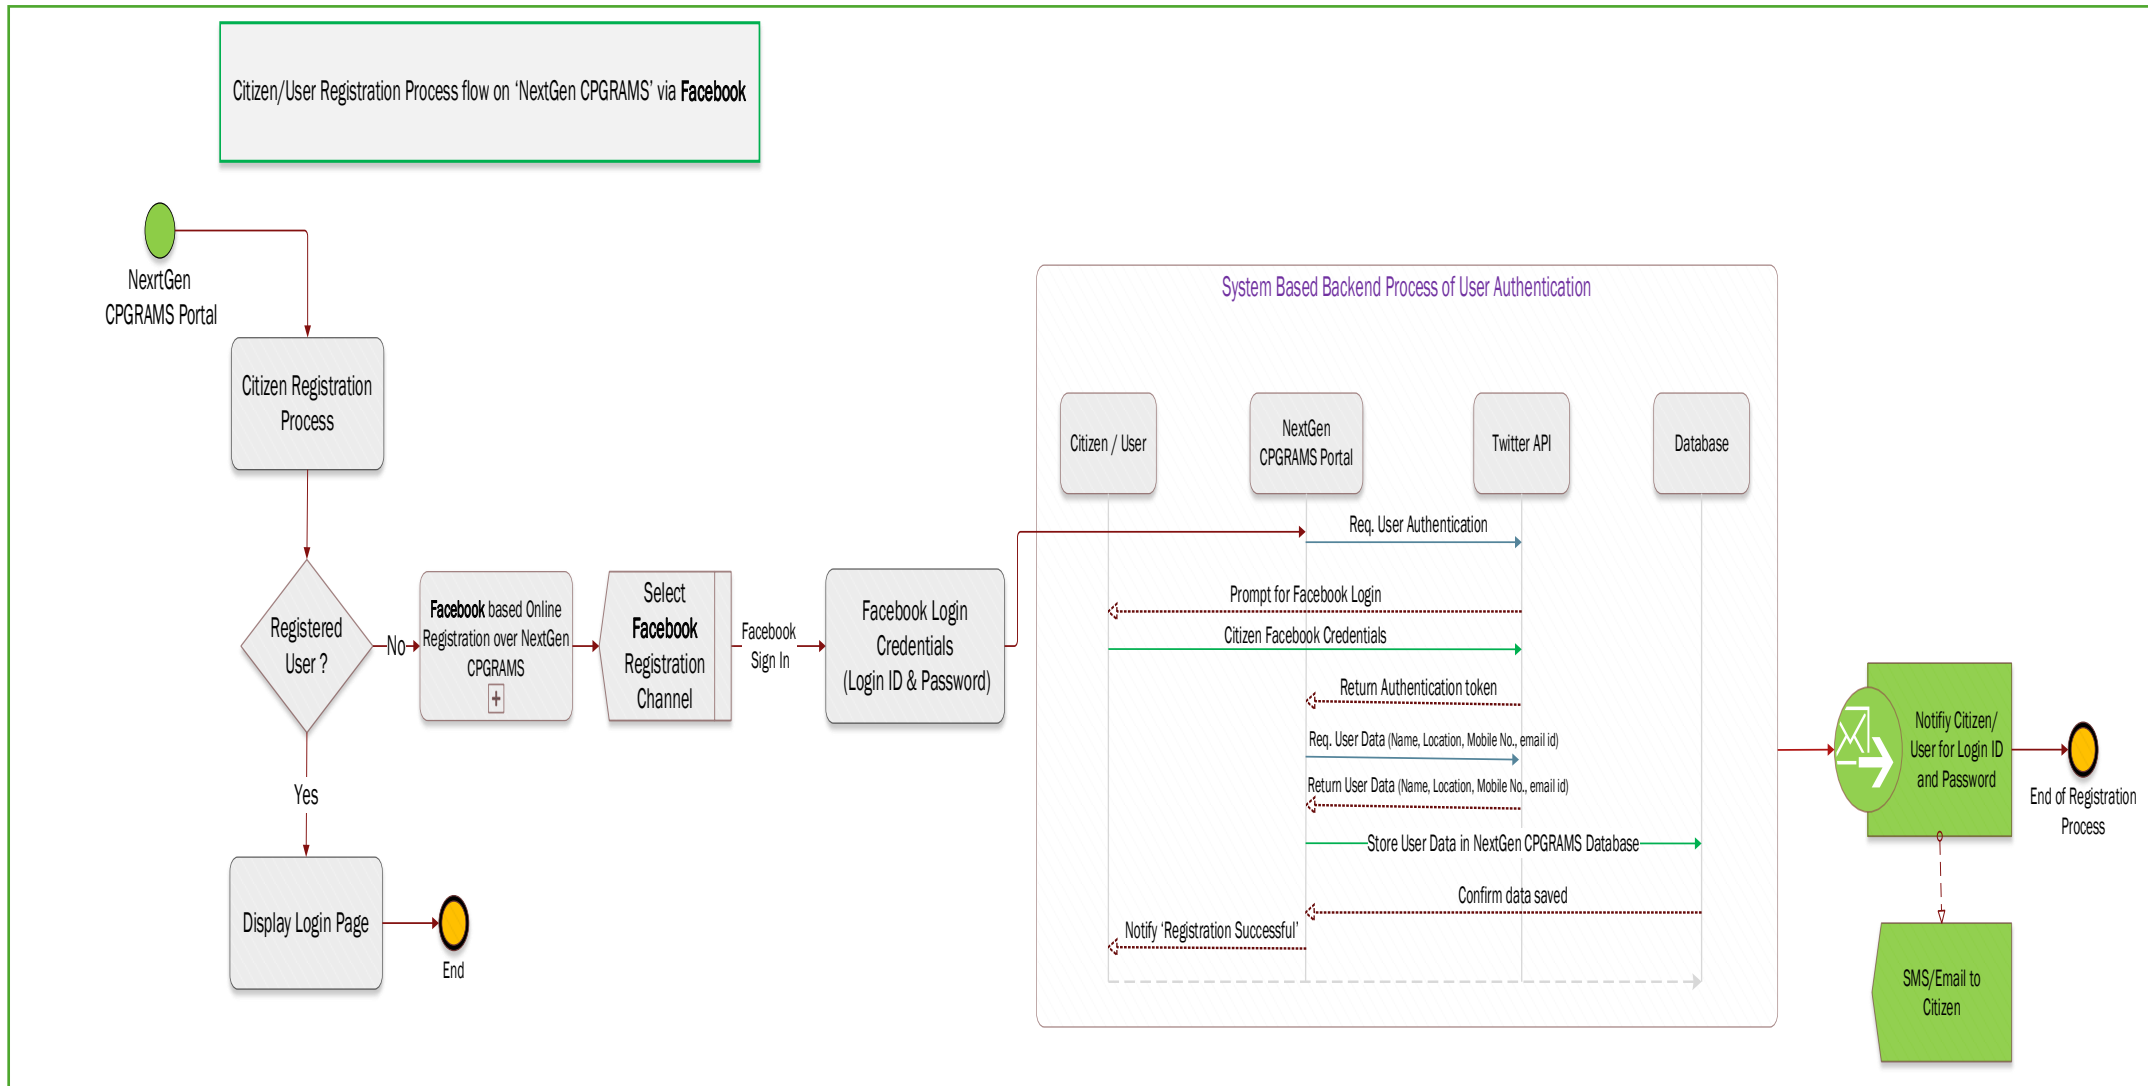 Citizen/User Registration Process flow on ‘NextGen CPGRAMS’ via Facebook
NexrtGen
CPGRAMS Portal
Citizen Registration
Process
Registered
User ?
No
Yes
Display Login Page
End
Facebook based Online
Registration over NextGen
CPGRAMS
+
Select
Facebook
Registration
Channel
Facebook
Sign In
Facebook Login
Credentials
(Login ID & Password)
System Based Backend Process of User Authentication
Citizen / User
NextGen
CPGRAMS Portal
Twitter API
Database
Req. User Authentication
Prompt for Facebook Login
Citizen Facebook Credentials
Return Authentication token
Req. User Data (Name, Location, Mobile No., email id)
Return User Data (Name, Location, Mobile No., email id)
Store User Data in NextGen CPGRAMS Database
Confirm data saved
Notify ‘Registration Successful’
Notifiy Citizen/
User for Login ID
and Password
End of Registration
Process
SMS/Email to
Citizen